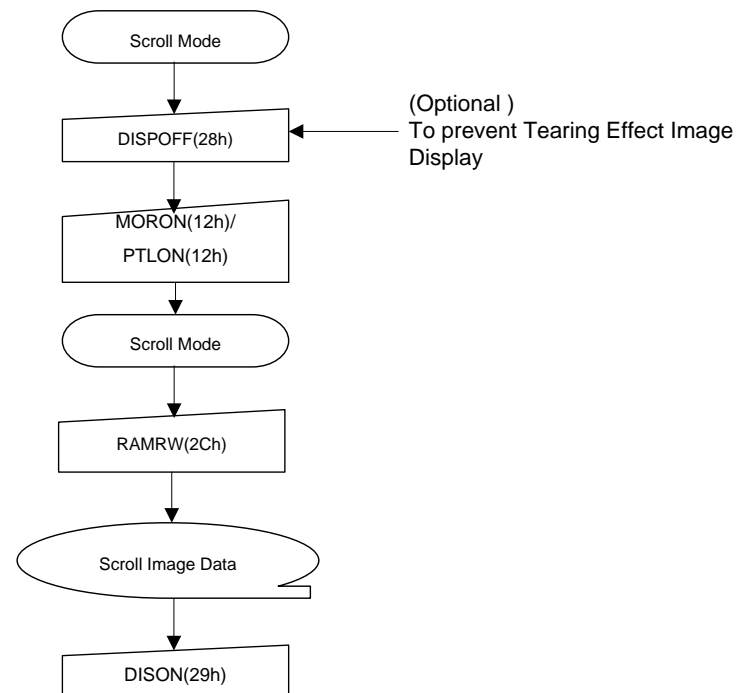 Scroll Mode
(Optional )
To prevent Tearing Effect Image
Display
DISPOFF(28h)
MORON(12h)/
PTLON(12h)
Scroll Mode
RAMRW(2Ch)
Scroll Image Data
DISON(29h)